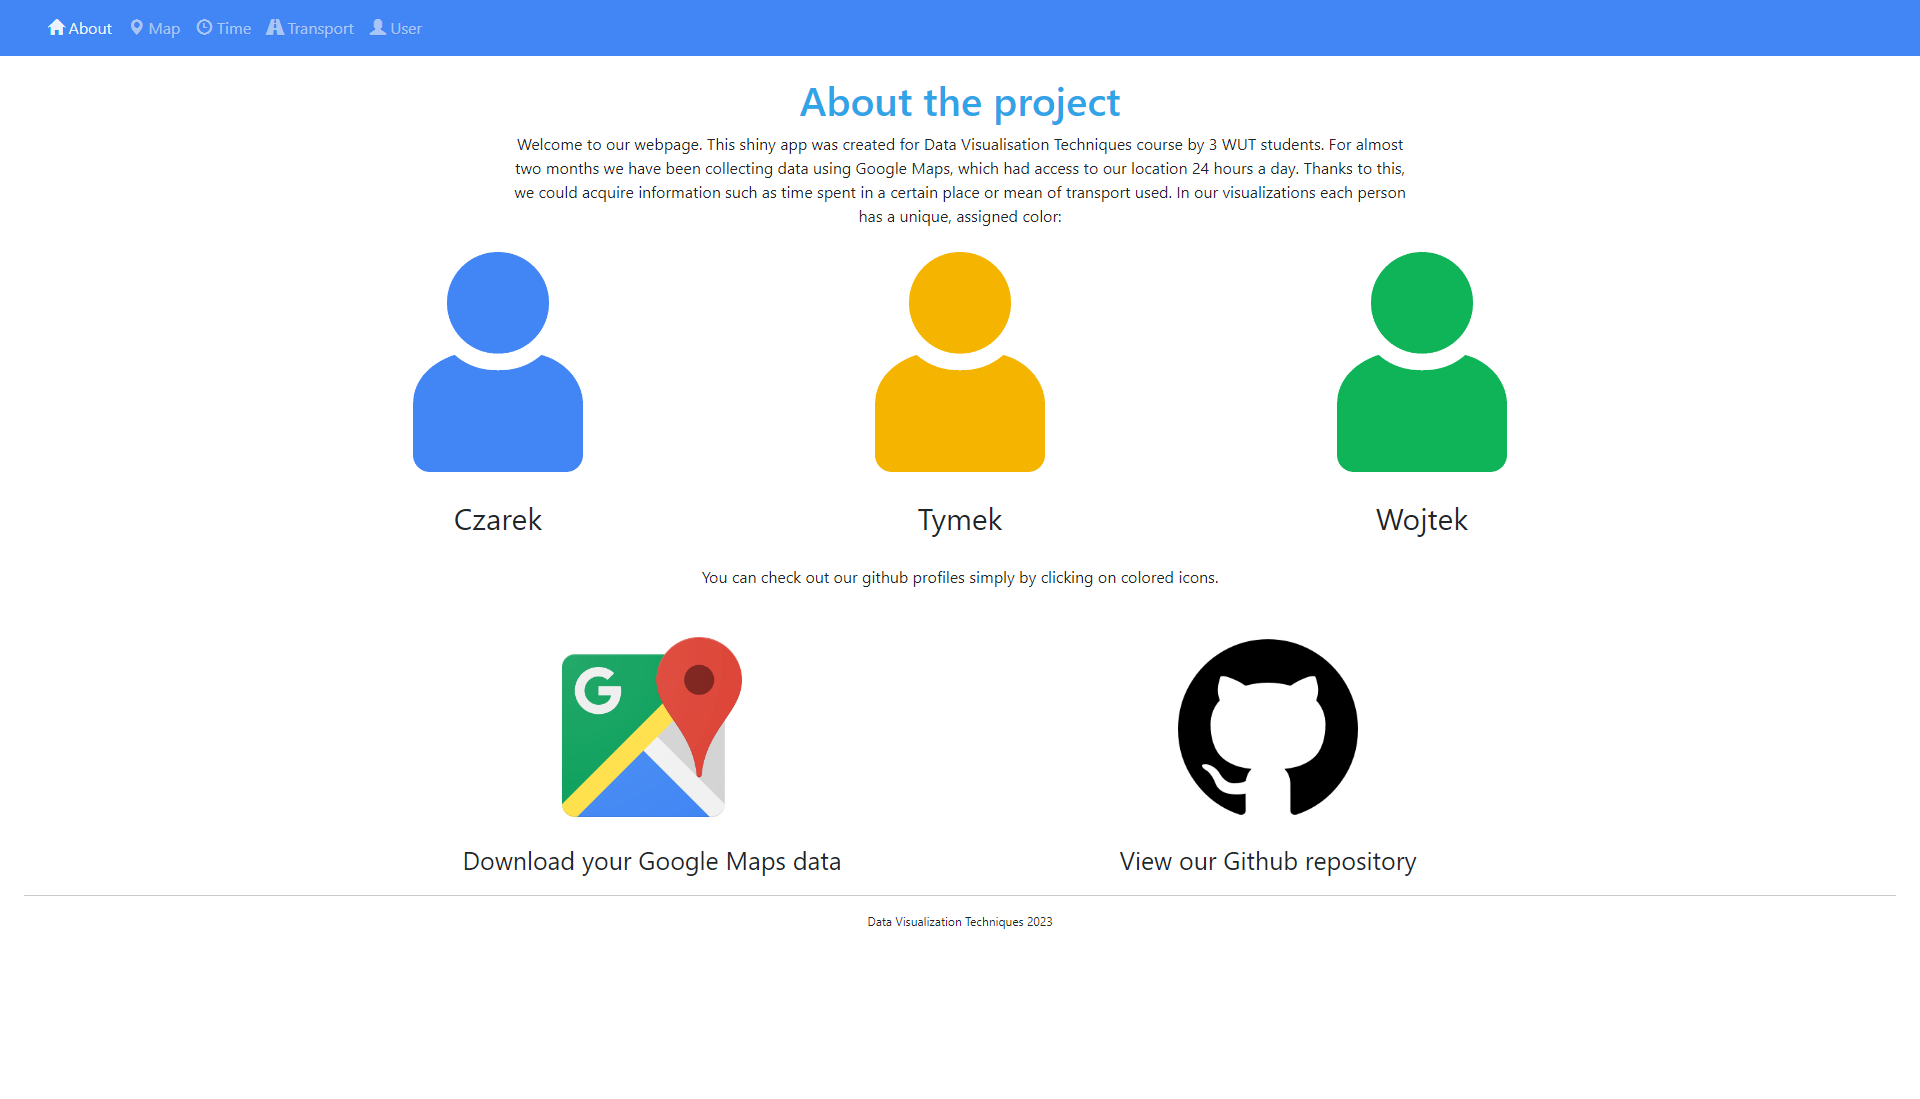 About Map Time Transport User
About the project
Welcome to our webpage. This shiny app was created for Data Visualisation Techniques course by 3 WUT students. For almost
two months we have been collecting data using Google Maps, which had access to our location 24 hours a day. Thanks to this,
we could acquire information such as time spent in a certain place or mean of transport used. In our visualizations each person
has a unique, assigned color:
Czarek Tymek Wojtek
You can check out our github profiles simply by clicking on colored icons.
G
Download your Google Maps data View our Github repository
Data Visualization Techniques 2023